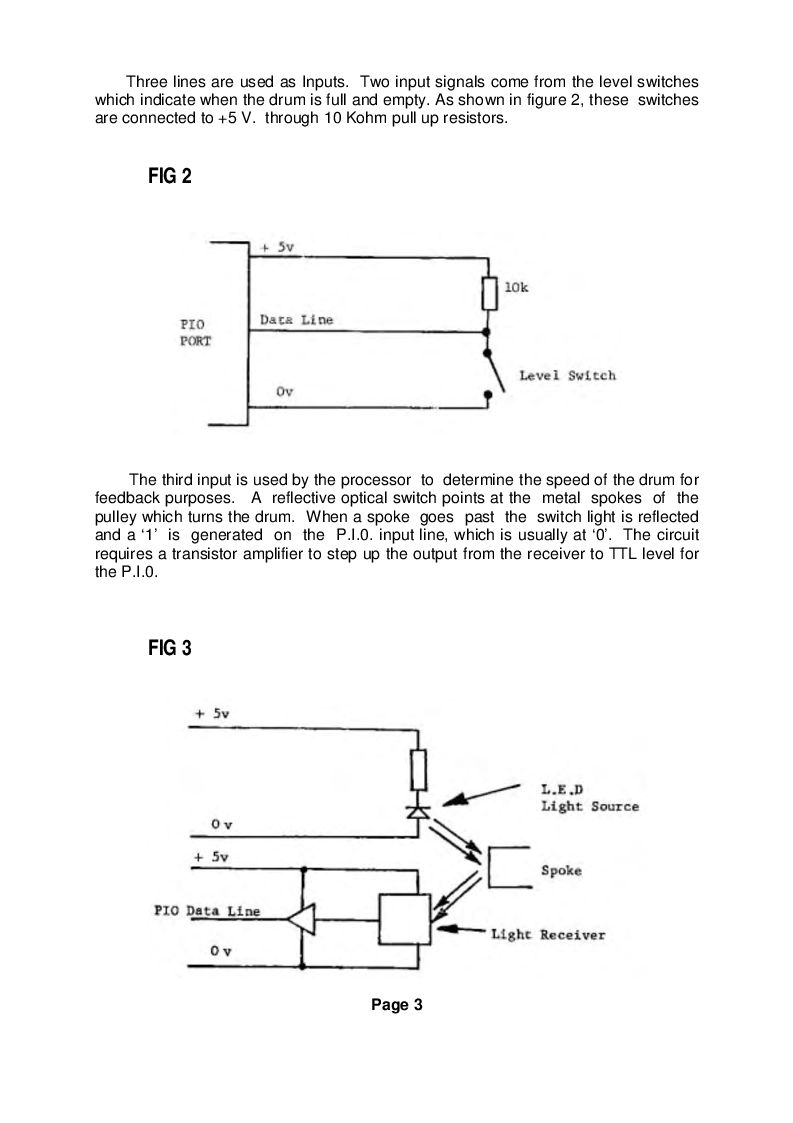 Three lines are used as Inputs. Two input signals come from the level switches
which indicate when the drum is full and empty. As shown in figure 2, these switches
are connected to +5 V. through 10 Kohm pull up resistors.
FIG 2
+ 5v
10k
Data Line
PIO
PORT
Level Switch
0v
The third input is used by the processor to determine the speed of the drum for
feedback purposes. A reflective optical switch points at the metal spokes of the
pulley which turns the drum. When a spoke goes past the switch light is reflected
and a ‘1’ is generated on the P.I.0. input line, which is usually at ‘0’. The circuit
requires a transistor amplifier to step up the output from the receiver to TTL level for
the P.I.0.
FIG 3
+ 5v
L.E.D
Light Source
0 v
+ 5v
Spoke
PIO Data Line
Light Receiver
0 v
Page 3